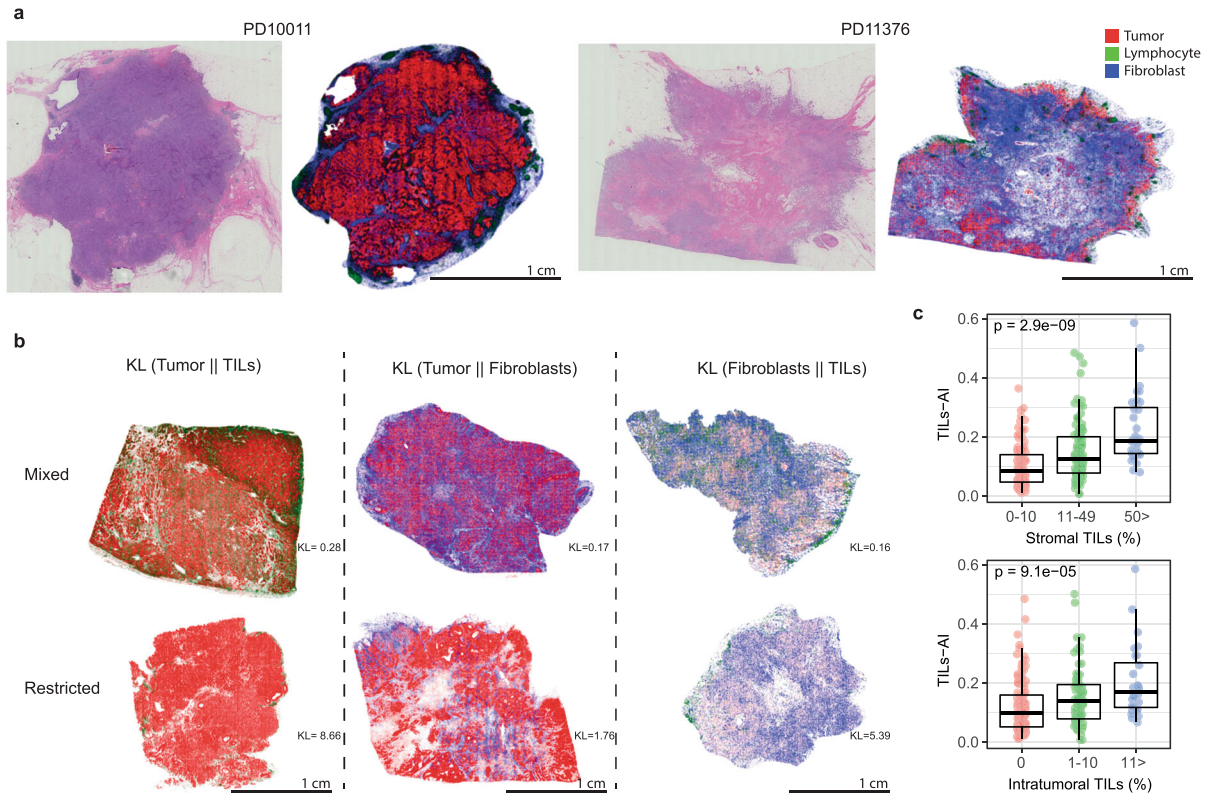 a
PD10011
PD11376
Tumor
Lymphocyte
Fibroblast
1 cm
1 cm
b
KL (Tumor || TILs)
KL (Tumor || Fibroblasts)
KL (Fibroblasts || TILs)
Mixed
KL= 0.28
KL=0.17
KL=0.16
Restricted
KL= 8.66
KL=1.76
KL=5.39
1 cm
1 cm
1 cm
c
p = 2.9e−09
TILs−AI
0.6
0.4
0.2
0.0
0-10 11-49 50>
Stromal TILs (%)
p = 9.1e−05
TILs−AI
0.6
0.4
0.2
0.0
0 1-10 11>
Intratumoral TILs (%)